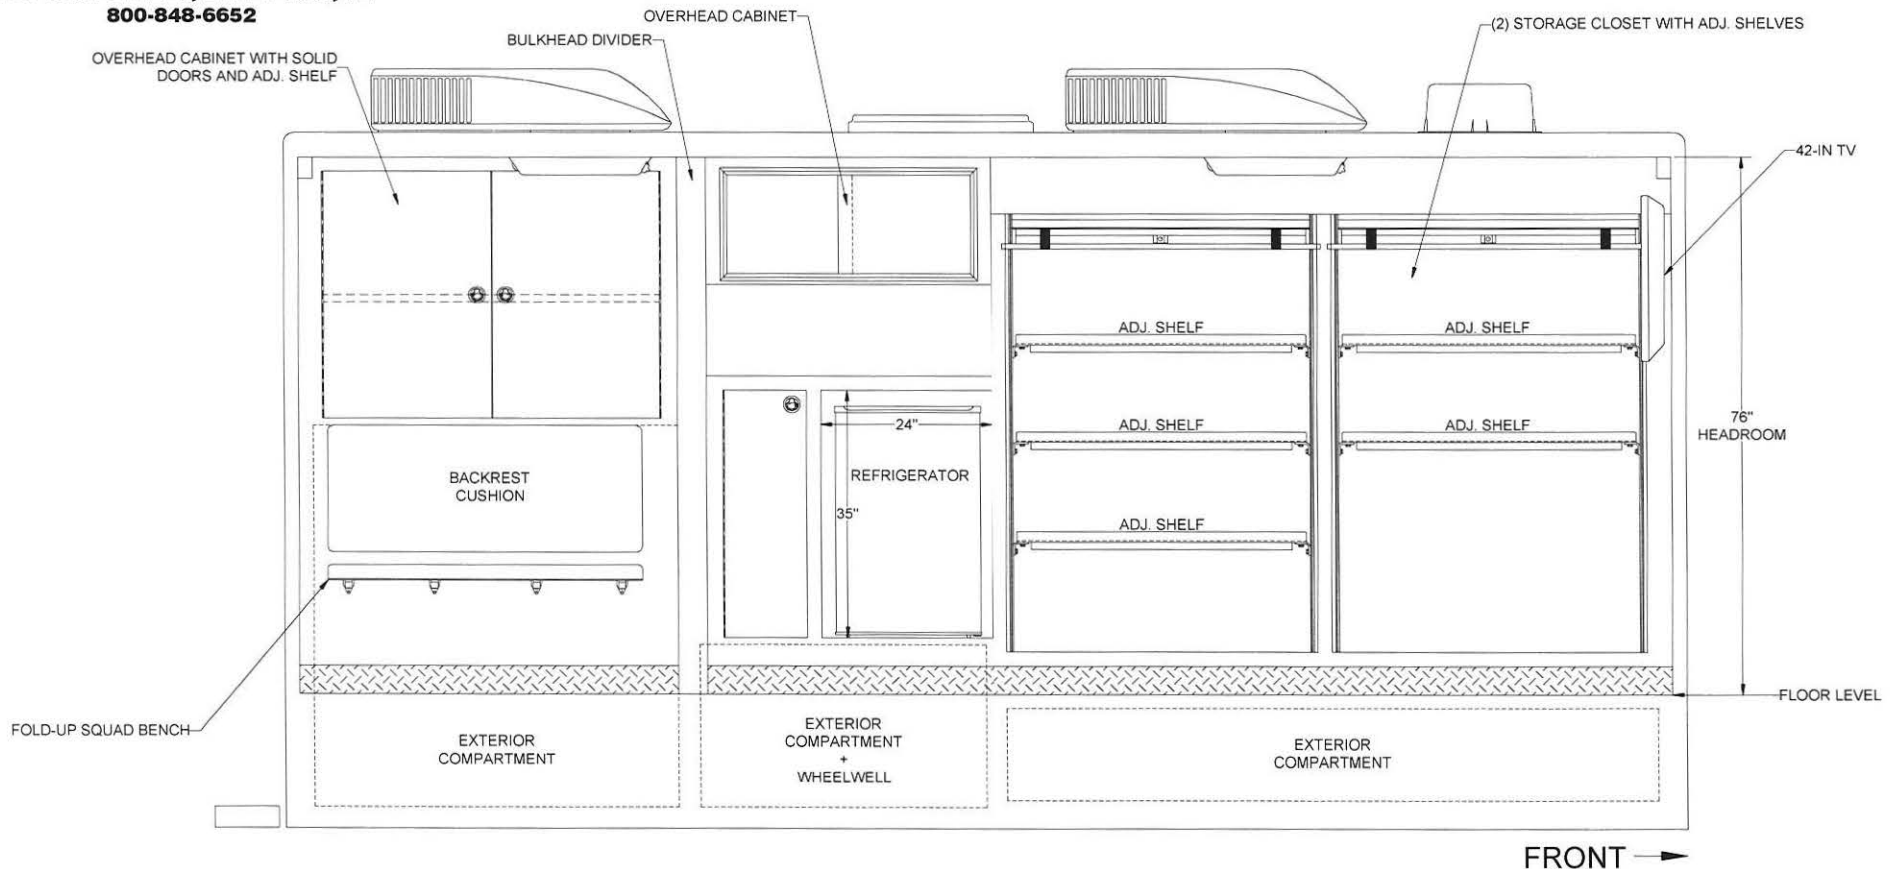 800-848-6652
OVERHEAD CABINET
(2) STORAGE CLOSET WITH ADJ. SHELVES
BULKHEAD DIVIDER
OVERHEAD CABINET WITH SOLID
DOORS AND ADJ. SHELF
42-IN TV
ADJ. SHELF
ADJ. SHELF
76"
HEADROOM
24"
ADJ. SHELF
ADJ. SHELF
BACKREST
CUSHION
REFRIGERATOR
35"
ADJ. SHELF
FLOOR LEVEL
FOLD-UP SQUAD BENCH
EXTERIOR
COMPARTMENT
EXTERIOR
COMPARTMENT
+
WHEELWELL
EXTERIOR
COMPARTMENT
FRONT